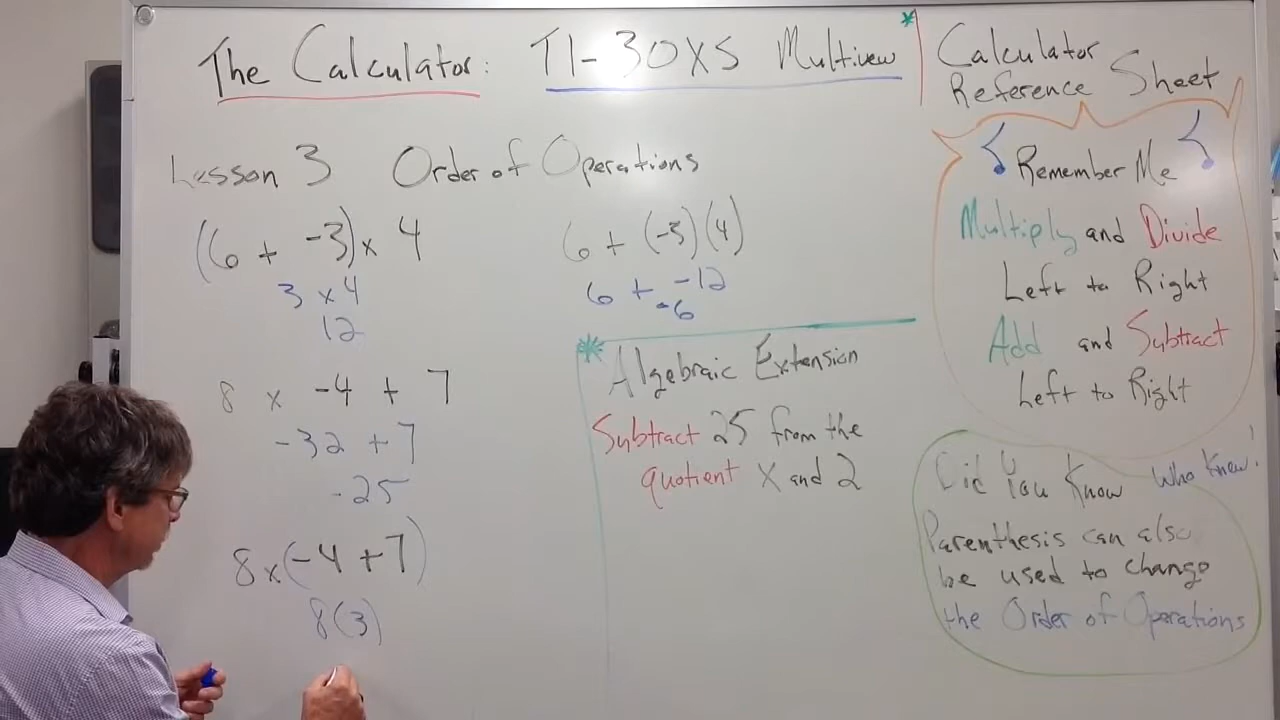 The Calculator: TI-30XS Multiview *
Lesson 3 Order of Operations
(6 + -3) x 4
3 x 4
12
8 x -4 + 7
-32 + 7
-25
8 x (-4 + 7)
8(3)
6 + (-3)(4)
6 + -12
-6
* Algebraic Extension
Subtract 25 from the
quotient X and 2
Calculator
Reference Sheet
Remember Me
Multiply and Divide
Left to Right
Add and Subtract
Left to Right
Did You Know Who Knew!
Parenthesis can also
be used to change
the Order of Operations